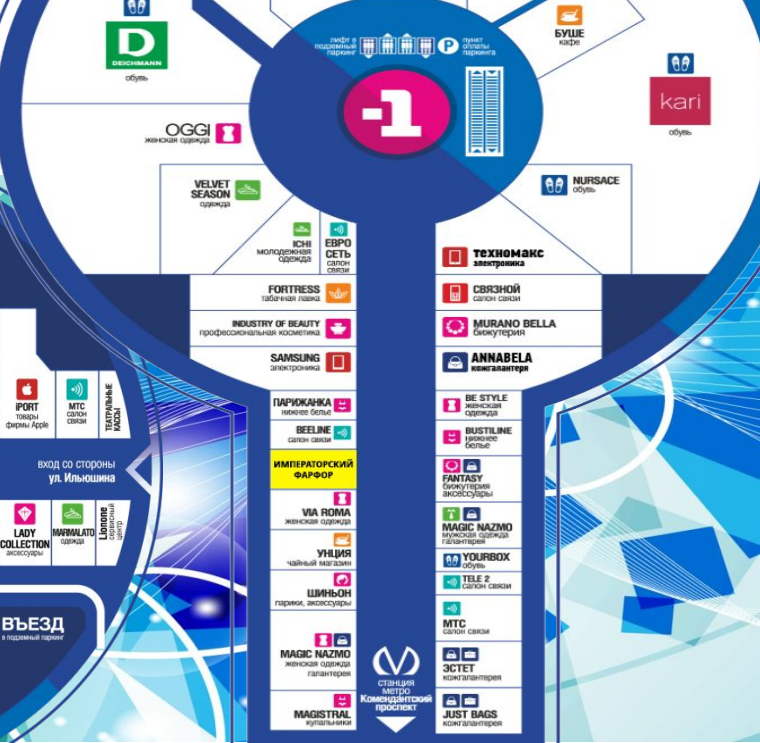 D
DEICHMANN
обувь
лифт в
подземный
паркинг
P
пункт
оплаты
паркинга
БУШЕ
кафе
kari
обувь
-1
OGGI
женская одежда
VELVET
SEASON
одежда
NURSACE
обувь
ICHI
молодежная
одежда
ЕВРО
СЕТЬ
салон
связи
ТЕХНОМАКС
электроника
FORTRESS
табачная лавка
СВЯЗНОЙ
салон связи
INDUSTRY OF BEAUTY
профессиональная косметика
MURANO BELLA
бижутерия
SAMSUNG
электроника
ANNABELA
кожгалантерея
ПАРИЖАНКА
нижнее белье
BE STYLE
женская
одежда
BEELINE
салон связи
BUSTILINE
нижнее
белье
ИМПЕРАТОРСКИЙ
ФАРФОР
FANTASY
бижутерия
аксессуары
VIA ROMA
женская одежда
MAGIC NAZMO
мужская одежда
галантерея
УНЦИЯ
чайный магазин
YOURBOX
обувь
TELE 2
салон связи
ШИНЬОН
парики, аксессуары
МТС
салон связи
MAGIC NAZMO
женская одежда
галантерея
ЭСТЕТ
кожгалантерея
MAGISTRAL
купальники
JUST BAGS
кожгалантерея
станция
метро
Комендантский
проспект
iPORT
товары
фирмы Apple
МТС
салон
связи
ТЕАТРАЛЬНЫЕ
КАССЫ
вход со стороны
ул. Ильюшина
LADY
COLLECTION
аксессуары
MARMALATO
одежда
Lionone
сервисный
центр
ВЪЕЗД
в подземный паркинг